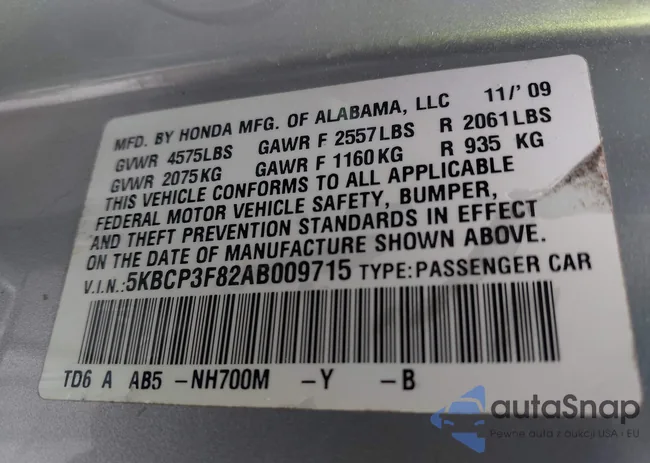 MFD. BY HONDA MFG. OF ALABAMA, LLC 11/'09
GVWR 4575LBS GAWR F 2557LBS R 2061LBS
GVWR 2075KG GAWR F 1160KG R 935 KG
THIS VEHICLE CONFORMS TO ALL APPLICABLE
FEDERAL MOTOR VEHICLE SAFETY, BUMPER,
AND THEFT PREVENTION STANDARDS IN EFFECT
ON THE DATE OF MANUFACTURE SHOWN ABOVE.
V.I.N.:5KBCP3F82AB009715 TYPE:PASSENGER CAR
TD6 A AB5 -NH700M -Y -B
autaSnap
Pewne auta z aukcji USA - EU